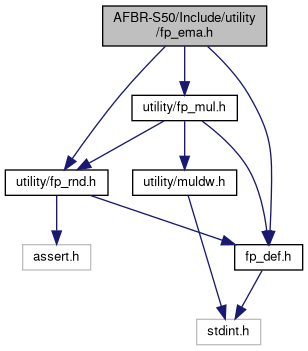 AFBR-S50/Include/utility
/fp_ema.h
utility/fp_mul.h
utility/fp_rnd.h
utility/muldw.h
assert.h
fp_def.h
stdint.h